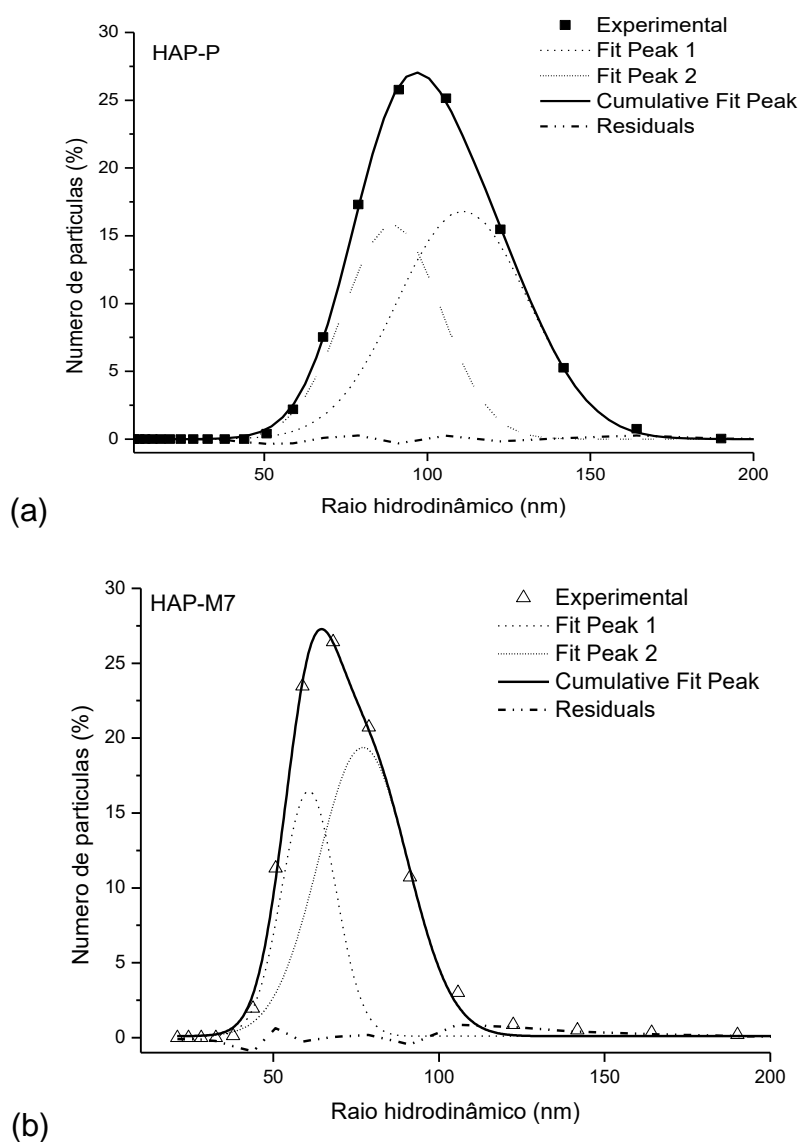 HAP-P
Experimental
Fit Peak 1
Fit Peak 2
Cumulative Fit Peak
Residuals
Numero de particulas (%)
30
25
20
15
10
5
0
50
100
150
200
Raio hidrodinâmico (nm)
(a)
HAP-M7
Experimental
Fit Peak 1
Fit Peak 2
Cumulative Fit Peak
Residuals
Numero de particulas (%)
30
25
20
15
10
5
0
50
100
150
200
Raio hidrodinâmico (nm)
(b)